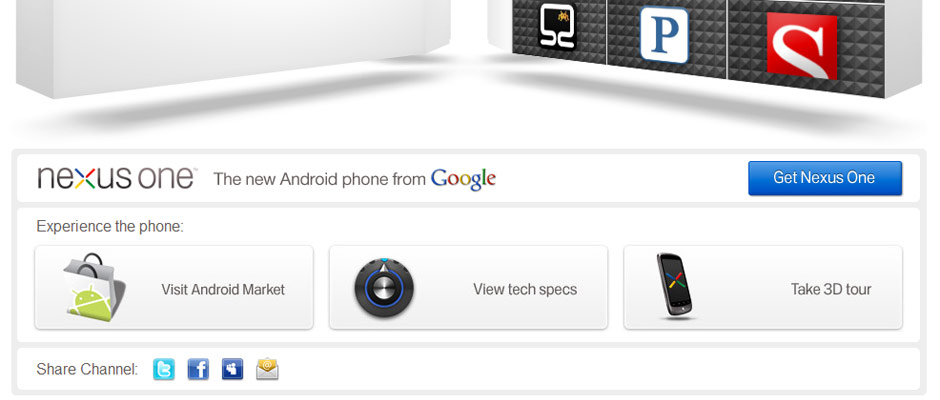 P
S
nexus one™ The new Android phone from Google
Get Nexus One
Experience the phone:
Visit Android Market
View tech specs
Take 3D tour
Share Channel: